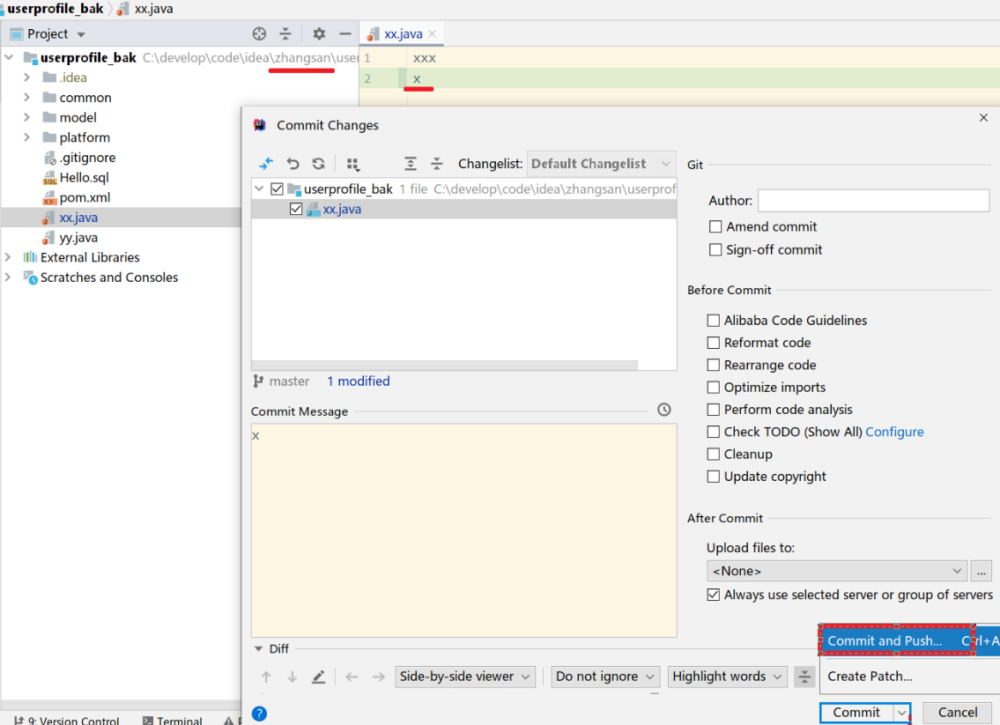 userprofile_bak xx.java
Project
xx.java
userprofile_bak C:\develop\code\idea\zhangsan\user
1 xxx
2 x
.idea
common
model
platform
.gitignore
Hello.sql
pom.xml
xx.java
yy.java
External Libraries
Scratches and Consoles
Commit Changes
Changelist: Default Changelist
userprofile_bak 1 file C:\develop\code\idea\zhangsan\userprof
xx.java
master 1 modified
Commit Message
x
Git
Author:
Amend commit
Sign-off commit
Before Commit
Alibaba Code Guidelines
Reformat code
Rearrange code
Optimize imports
Perform code analysis
Check TODO (Show All) Configure
Cleanup
Update copyright
After Commit
Upload files to:
<None> ...
Always use selected server or group of servers
Diff
Side-by-side viewer Do not ignore Highlight words
Commit and Push...
Create Patch...
Commit Cancel
?
9: Version Control Terminal